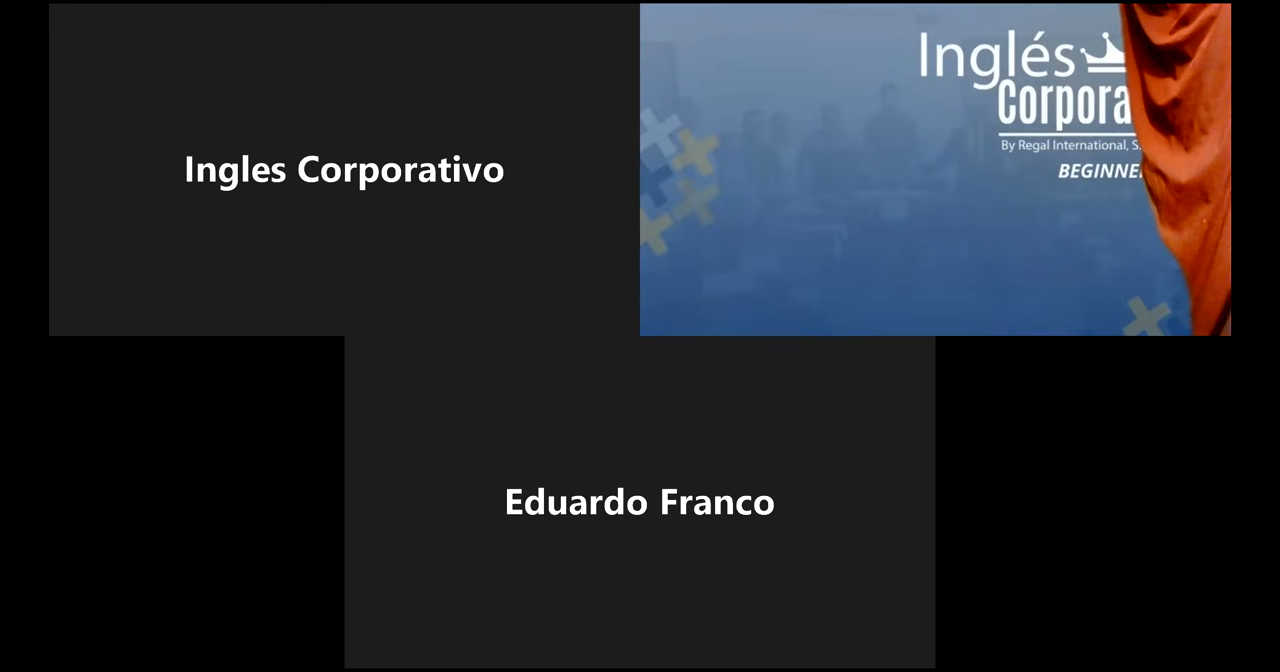 Ingles Corporativo
Inglés
Corpora
By Regal International, S.
BEGINNE
Eduardo Franco